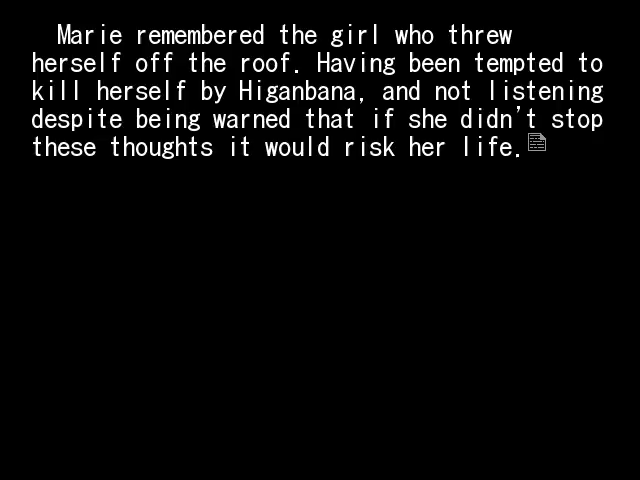 Marie remembered the girl who threw
herself off the roof. Having been tempted to
kill herself by Higanbana, and not listening
despite being warned that if she didn't stop
these thoughts it would risk her life.